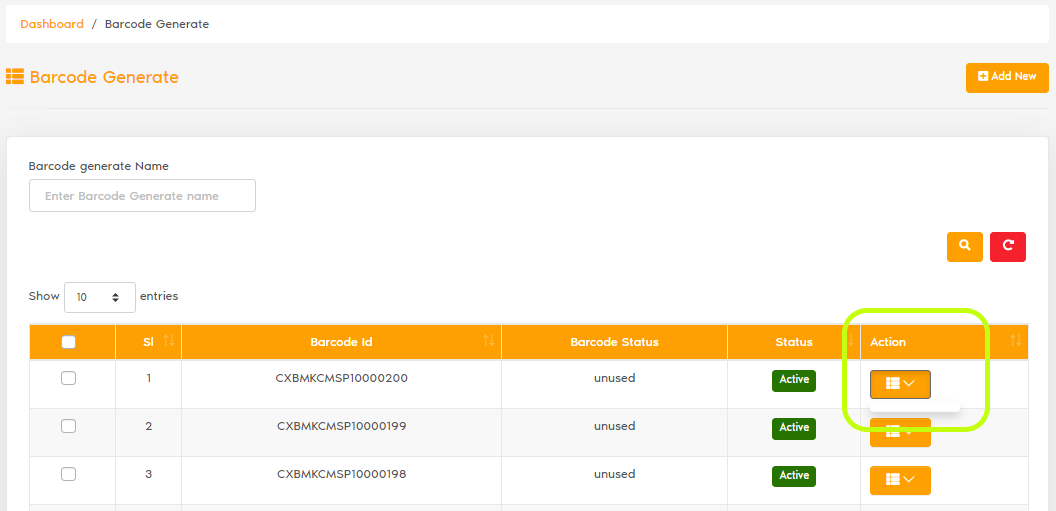 Dashboard / Barcode Generate
Barcode Generate
Add New
Barcode generate Name
Enter Barcode Generate name
Show 10 entries
Sl Barcode Id Barcode Status Status Action
1 CXBMKCMSP10000200 unused Active
2 CXBMKCMSP10000199 unused Active
3 CXBMKCMSP10000198 unused Active